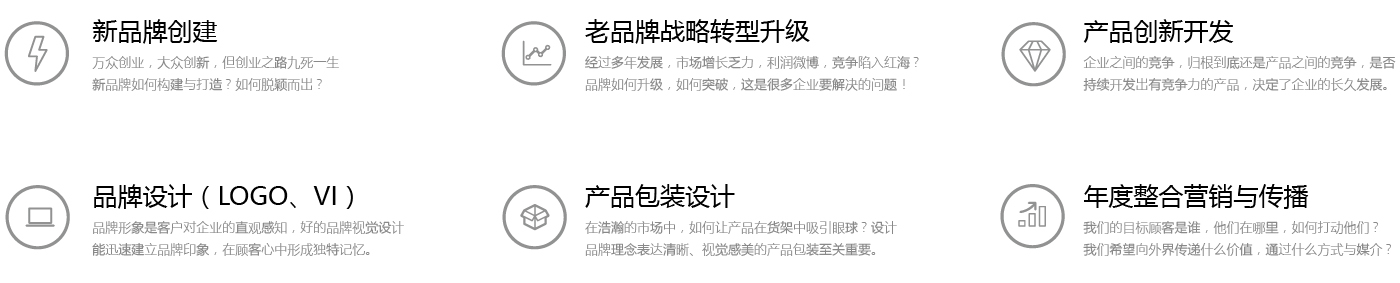 新品牌创建
万众创业，大众创新，但创业之路九死一生
新品牌如何构建与打造？如何脱颖而出？
老品牌战略转型升级
经过多年发展，市场增长乏力，利润微博，竞争陷入红海？
品牌如何升级，如何突破，这是很多企业要解决的问题！
产品创新开发
企业之间的竞争，归根到底还是产品之间的竞争，是否
持续开发出有竞争力的产品，决定了企业的长久发展。
品牌设计（LOGO、VI）
品牌形象是客户对企业的直观感知，好的品牌视觉设计
能迅速建立品牌印象，在顾客心中形成独特记忆。
产品包装设计
在浩瀚的市场中，如何让产品在货架中吸引眼球？设计
品牌理念表达清晰、视觉感美的产品包装至关重要。
年度整合营销与传播
我们的目标顾客是谁，他们在哪里，如何打动他们？
我们希望向外界传递什么价值，通过什么方式与媒介？